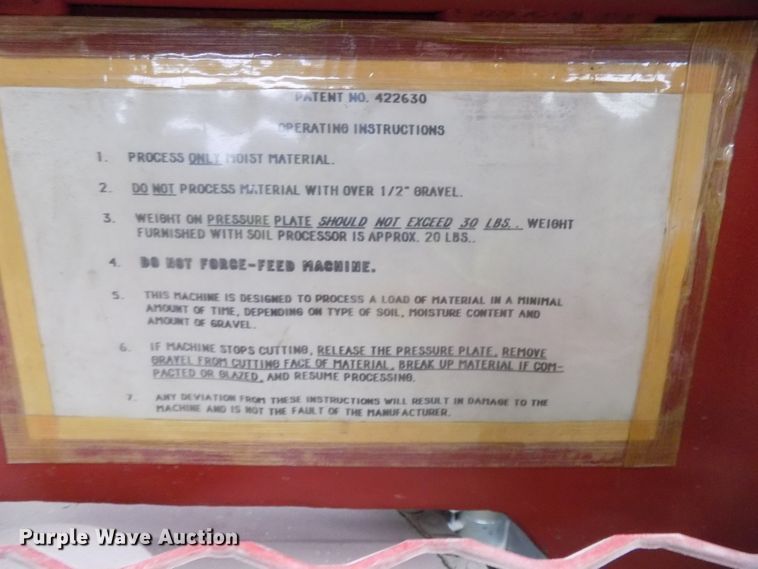 PATENT NO. 422630
OPERATING INSTRUCTIONS
1. PROCESS ONLY MOIST MATERIAL.
2. DO NOT PROCESS MATERIAL WITH OVER 1/2" GRAVEL.
3. WEIGHT ON PRESSURE PLATE SHOULD NOT EXCEED 30 LBS.. WEIGHT
FURNISHED WITH SOIL PROCESSOR IS APPROX. 20 LBS..
4. DO NOT FORCE-FEED MACHINE.
5. THIS MACHINE IS DESIGNED TO PROCESS A LOAD OF MATERIAL IN A MINIMAL
AMOUNT OF TIME, DEPENDING ON TYPE OF SOIL, MOISTURE CONTENT AND
AMOUNT OF GRAVEL.
6. IF MACHINE STOPS CUTTING, RELEASE THE PRESSURE PLATE, REMOVE
GRAVEL FROM CUTTING FACE OF MATERIAL, BREAK UP MATERIAL IF COM-
PACTED OR GLAZED, AND RESUME PROCESSING.
7. ANY DEVIATION FROM THESE INSTRUCTIONS WILL RESULT IN DAMAGE TO THE
MACHINE AND IS NOT THE FAULT OF THE MANUFACTURER.
Purple Wave Auction